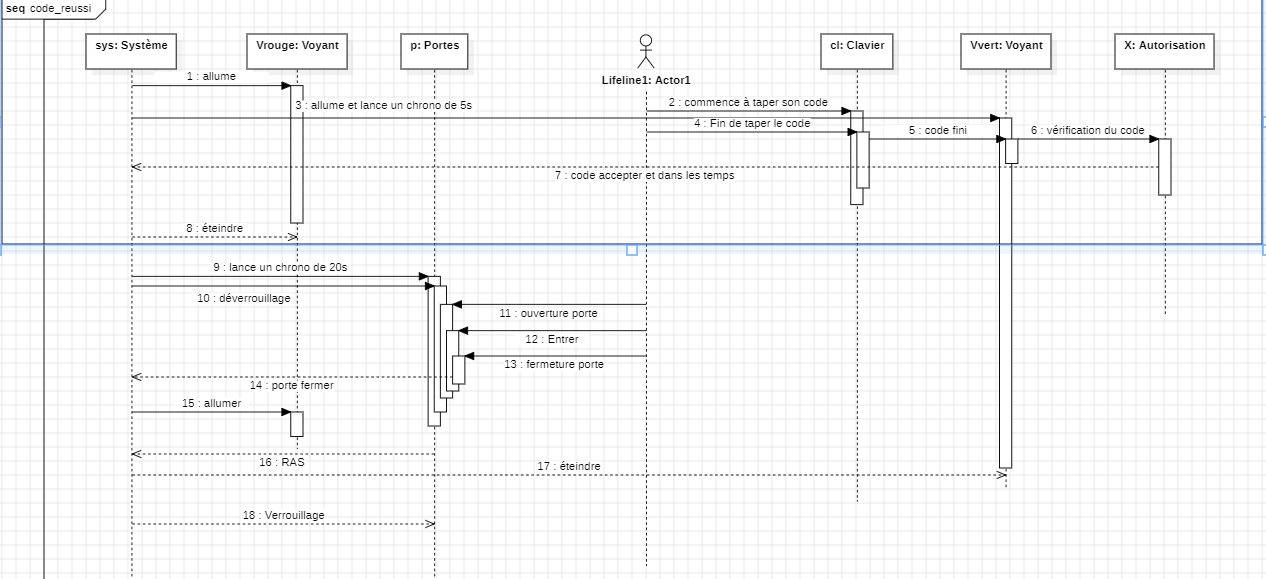 seq code_reussi
sys: Système
Vrouge: Voyant
p: Portes
Lifeline1: Actor1
cl: Clavier
Vvert: Voyant
X: Autorisation
1 : allume
2 : commence à taper son code
3 : allume et lance un chrono de 5s
4 : Fin de taper le code
5 : code fini
6 : vérification du code
7 : code accepter et dans les temps
8 : éteindre
9 : lance un chrono de 20s
10 : déverrouillage
11 : ouverture porte
12 : Entrer
13 : fermeture porte
14 : porte fermer
15 : allumer
16 : RAS
17 : éteindre
18 : Verrouillage